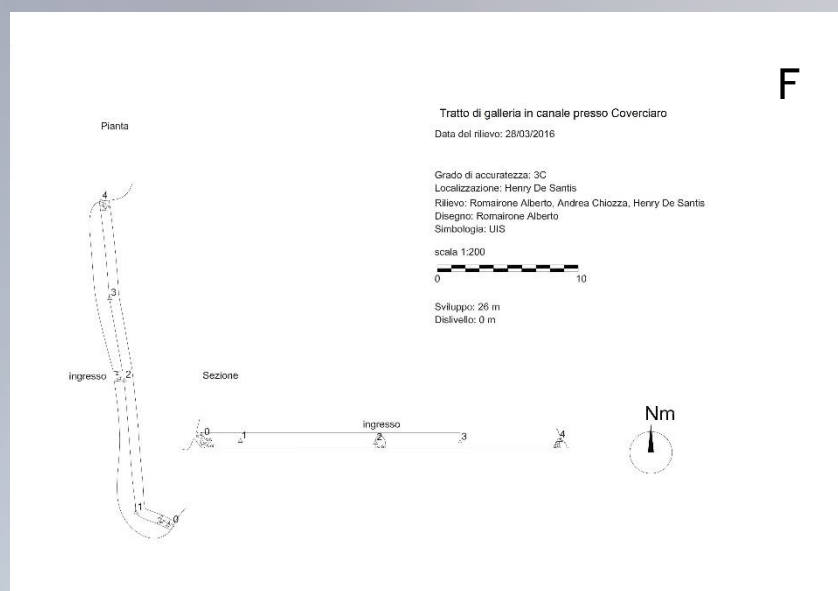 F
Tratto di galleria in canale presso Coverciaro
Data del rilievo: 28/03/2016
Grado di accuratezza: 3C
Localizzazione: Henry De Santis
Rilievo: Romairone Alberto, Andrea Chiozza, Henry De Santis
Disegno: Romairone Alberto
Simbologia: UIS
scala 1:200
0 10
Sviluppo: 26 m
Dislivello: 0 m
Pianta
4
3
ingresso 2
1 0
Sezione
ingresso
0 1 2 3 4
Nm